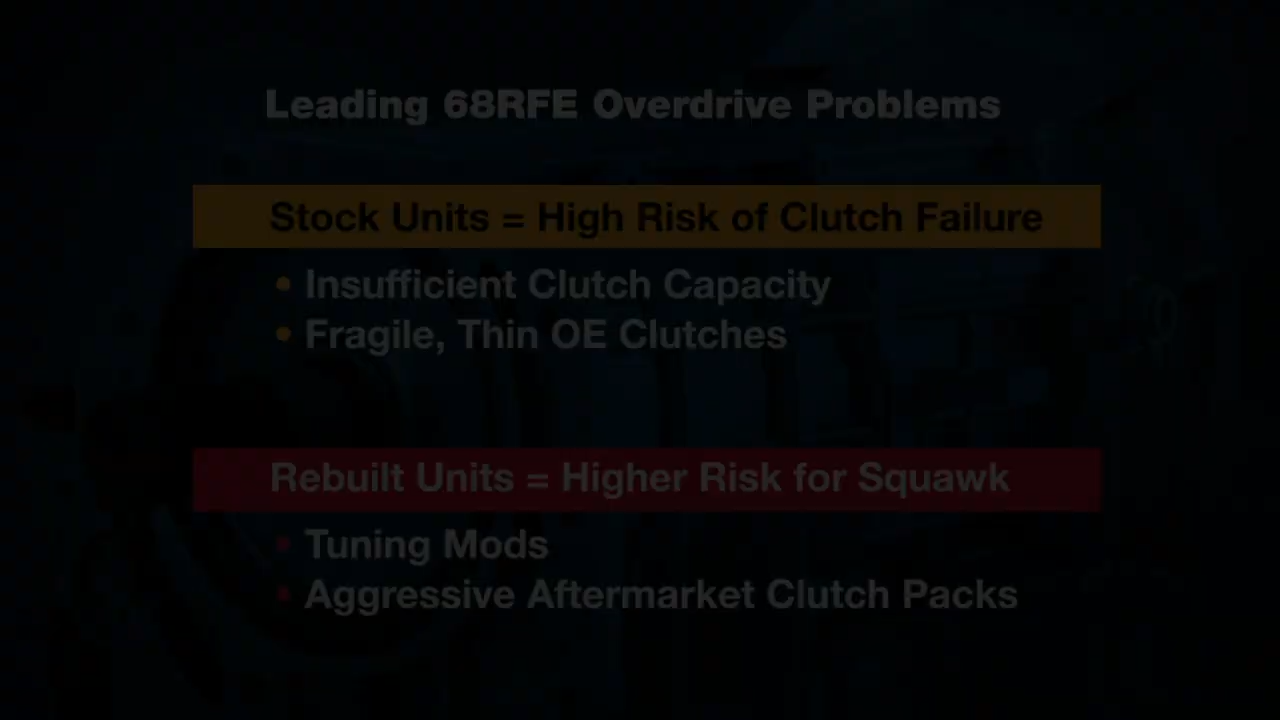 Leading 68RFE Overdrive Problems
Stock Units = High Risk of Clutch Failure
• Insufficient Clutch Capacity
• Fragile, Thin OE Clutches
Rebuilt Units = Higher Risk for Squawk
• Tuning Mods
• Aggressive Aftermarket Clutch Packs